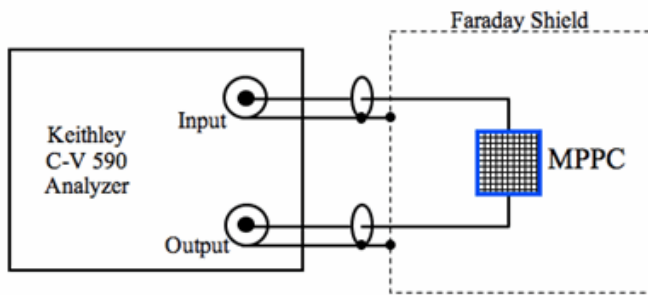 Faraday Shield
Input
Keithley
C-V 590
Analyzer
MPPC
Output